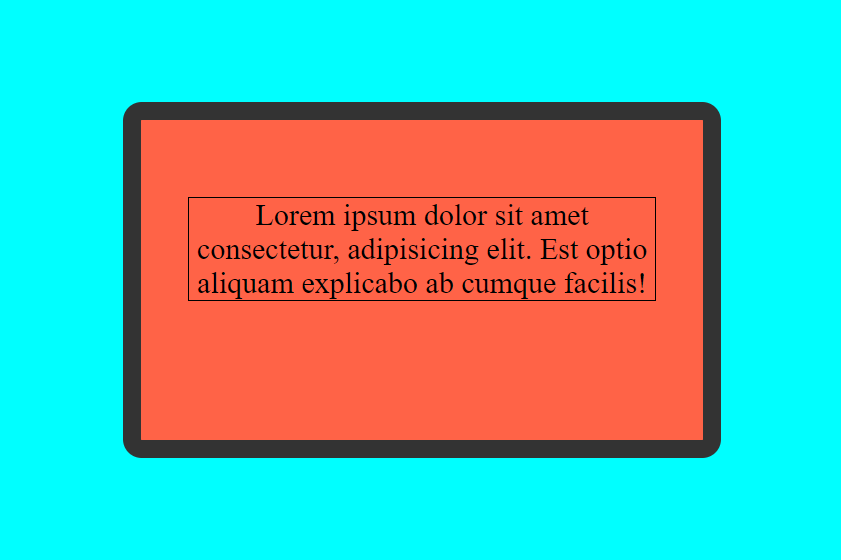 Lorem ipsum dolor sit amet
consectetur, adipisicing elit. Est optio
aliquam explicabo ab cumque facilis!